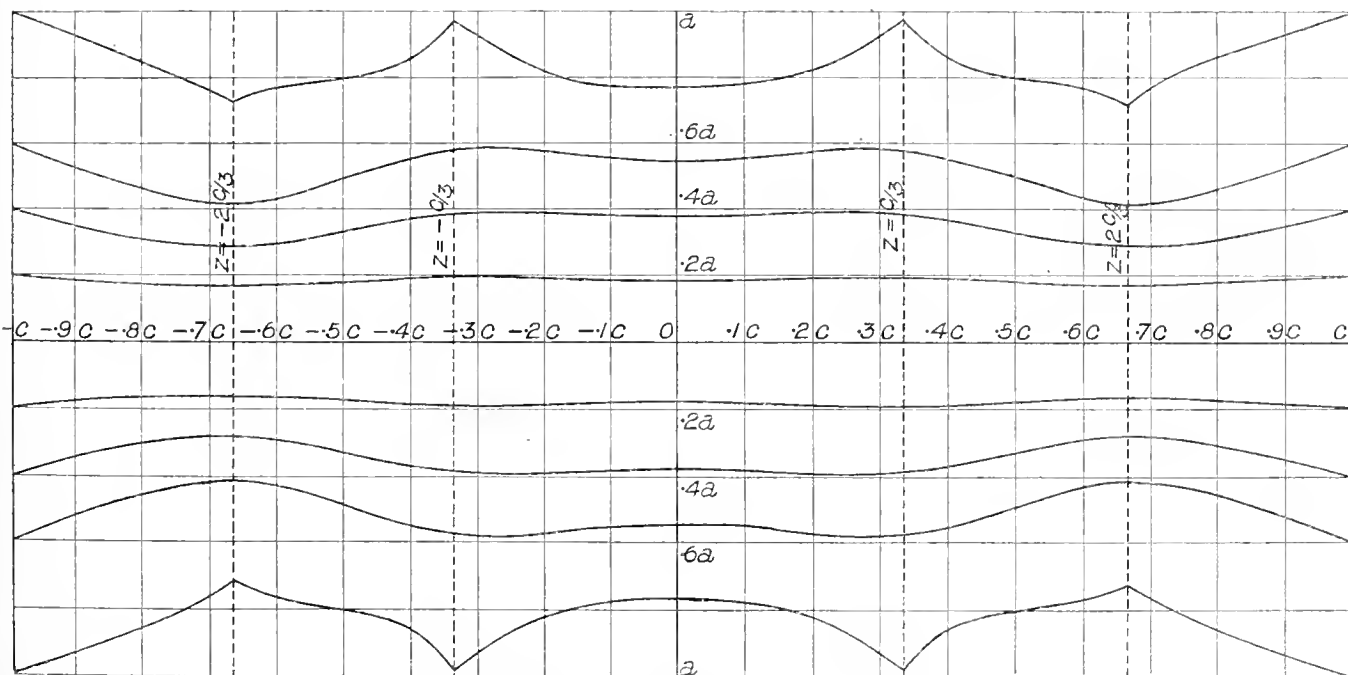 a
.6a
.4a
z=-2c/3
z=-c/3
z=c/3
z=2c/3
.2a
-c -.9c -.8c -.7c -.6c -.5c -.4c -.3c -.2c -.1c 0 .1c .2c .3c .4c .5c .6c .7c .8c .9c c
.2a
.4a
.6a
a